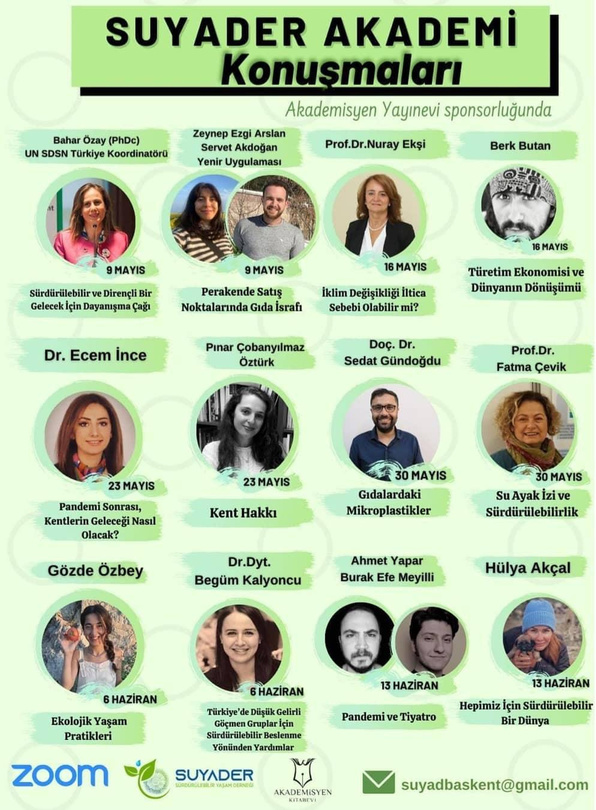 SUYADER AKADEMİ
Konuşmaları
Akademisyen Yayınevi sponsorluğunda
Bahar Özay (PhDc)
UN SDSN Türkiye Koordinatörü
9 MAYIS
Sürdürülebilir ve Dirençli Bir
Gelecek İçin Dayanışma Çağı
Zeynep Ezgi Arslan
Servet Akdoğan
Yenir Uygulaması
9 MAYIS
Perakende Satış
Noktalarında Gıda İsrafı
Prof.Dr.Nuray Ekşi
16 MAYIS
İklim Değişikliği İltica
Sebebi Olabilir mi?
Berk Butan
16 MAYIS
Türetim Ekonomisi ve
Dünyanın Dönüşümü
Dr. Ecem İnce
23 MAYIS
Pandemi Sonrası,
Kentlerin Geleceği Nasıl
Olacak?
Pınar Çobanyılmaz
Öztürk
23 MAYIS
Kent Hakkı
Doç. Dr.
Sedat Gündoğdu
30 MAYIS
Gıdalardaki
Mikroplastikler
Prof.Dr.
Fatma Çevik
30 MAYIS
Su Ayak İzi ve
Sürdürülebilirlik
Gözde Özbey
6 HAZİRAN
Ekolojik Yaşam
Pratikleri
Dr.Dyt.
Begüm Kalyoncu
6 HAZİRAN
Türkiye'de Düşük Gelirli
Göçmen Gruplar İçin
Sürdürülebilir Beslenme
Yönünden Yardımlar
Ahmet Yapar
Burak Efe Meyilli
13 HAZİRAN
Pandemi ve Tiyatro
Hülya Akçal
13 HAZİRAN
Hepimiz İçin Sürdürülebilir
Bir Dünya
zoom
SUYADER
SÜRDÜRÜLEBİLİR YAŞAM DERNEĞİ
AKADEMİSYEN
KİTABEVİ
suyadbaskent@gmail.com